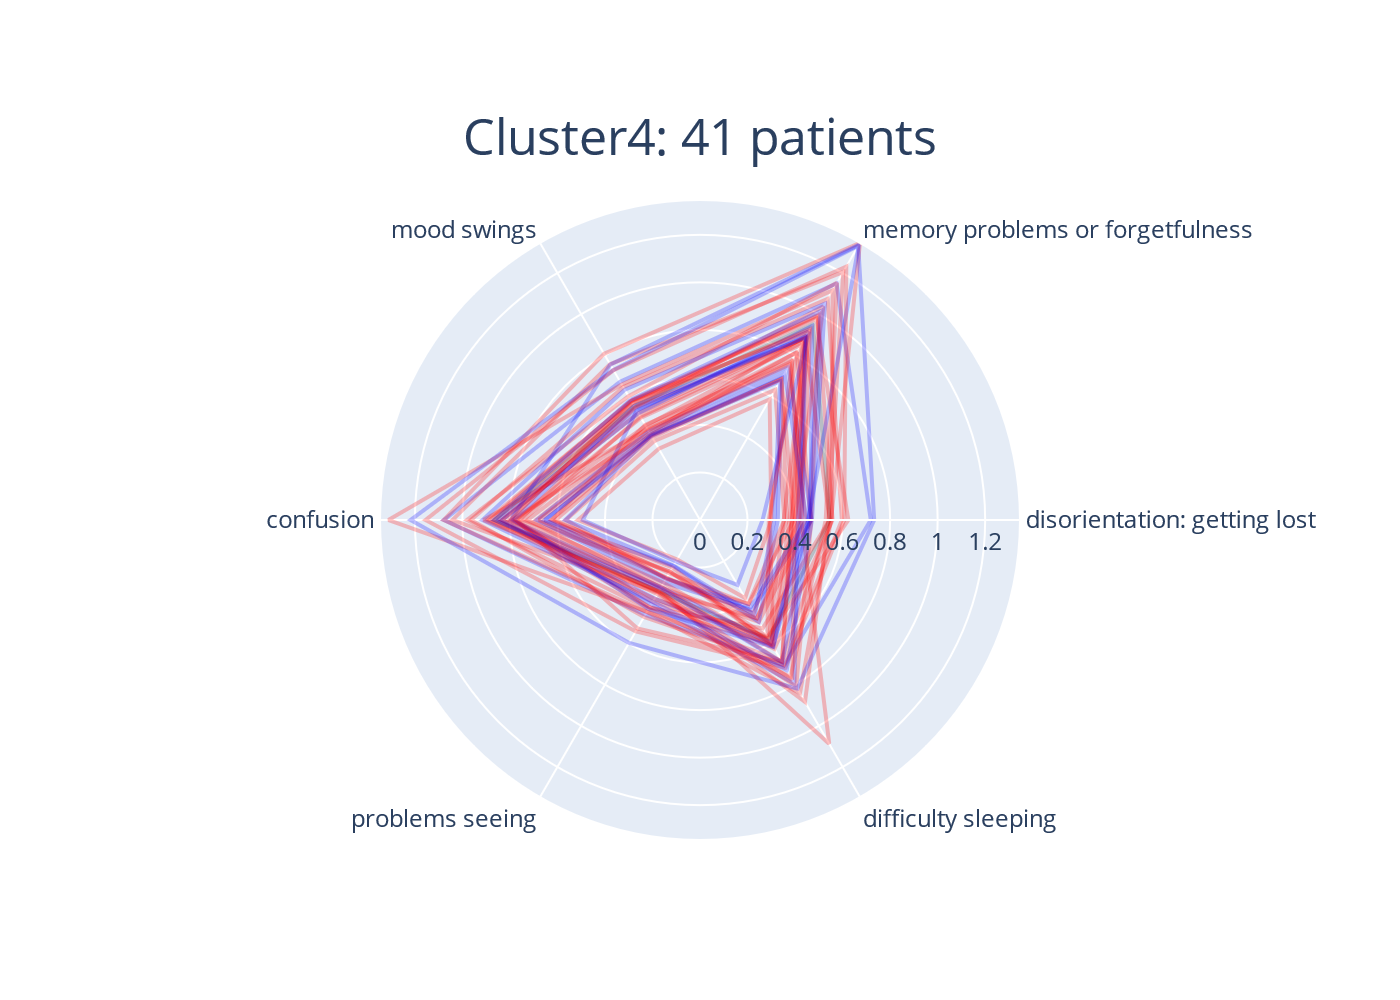 Cluster4: 41 patients
mood swings
memory problems or forgetfulness
confusion
disorientation: getting lost
0 0.2 0.4 0.6 0.8 1 1.2
problems seeing
difficulty sleeping